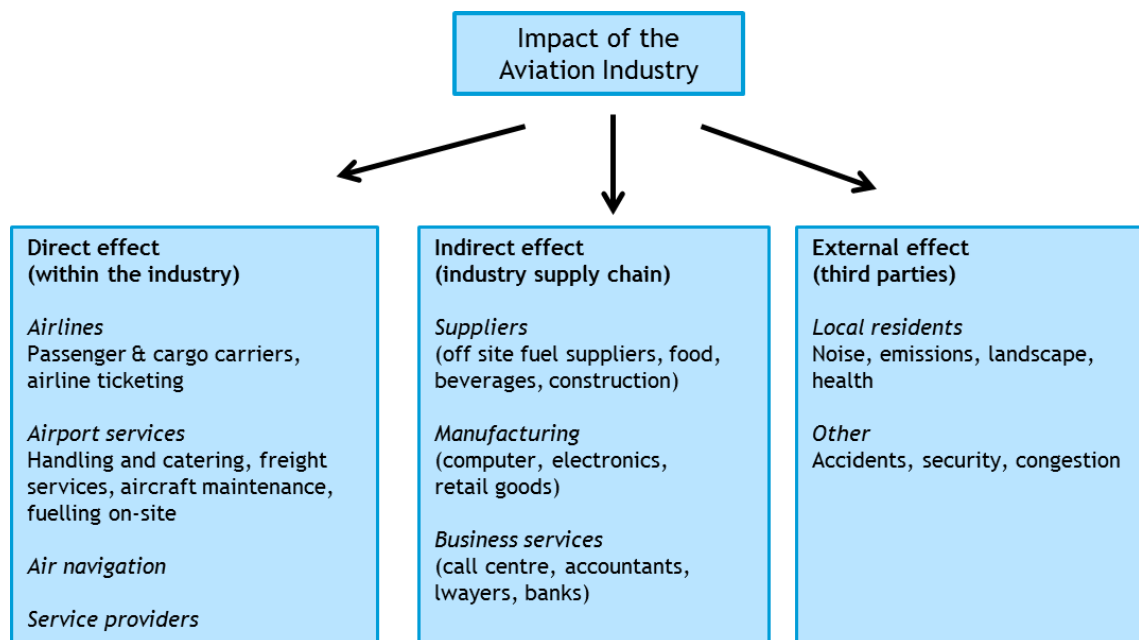 Impact of the
Aviation Industry
Direct effect
(within the industry)
Airlines
Passenger & cargo carriers,
airline ticketing
Airport services
Handling and catering, freight
services, aircraft maintenance,
fuelling on-site
Air navigation
Service providers
Indirect effect
(industry supply chain)
Suppliers
(off site fuel suppliers, food,
beverages, construction)
Manufacturing
(computer, electronics,
retail goods)
Business services
(call centre, accountants,
lwayers, banks)
External effect
(third parties)
Local residents
Noise, emissions, landscape,
health
Other
Accidents, security, congestion